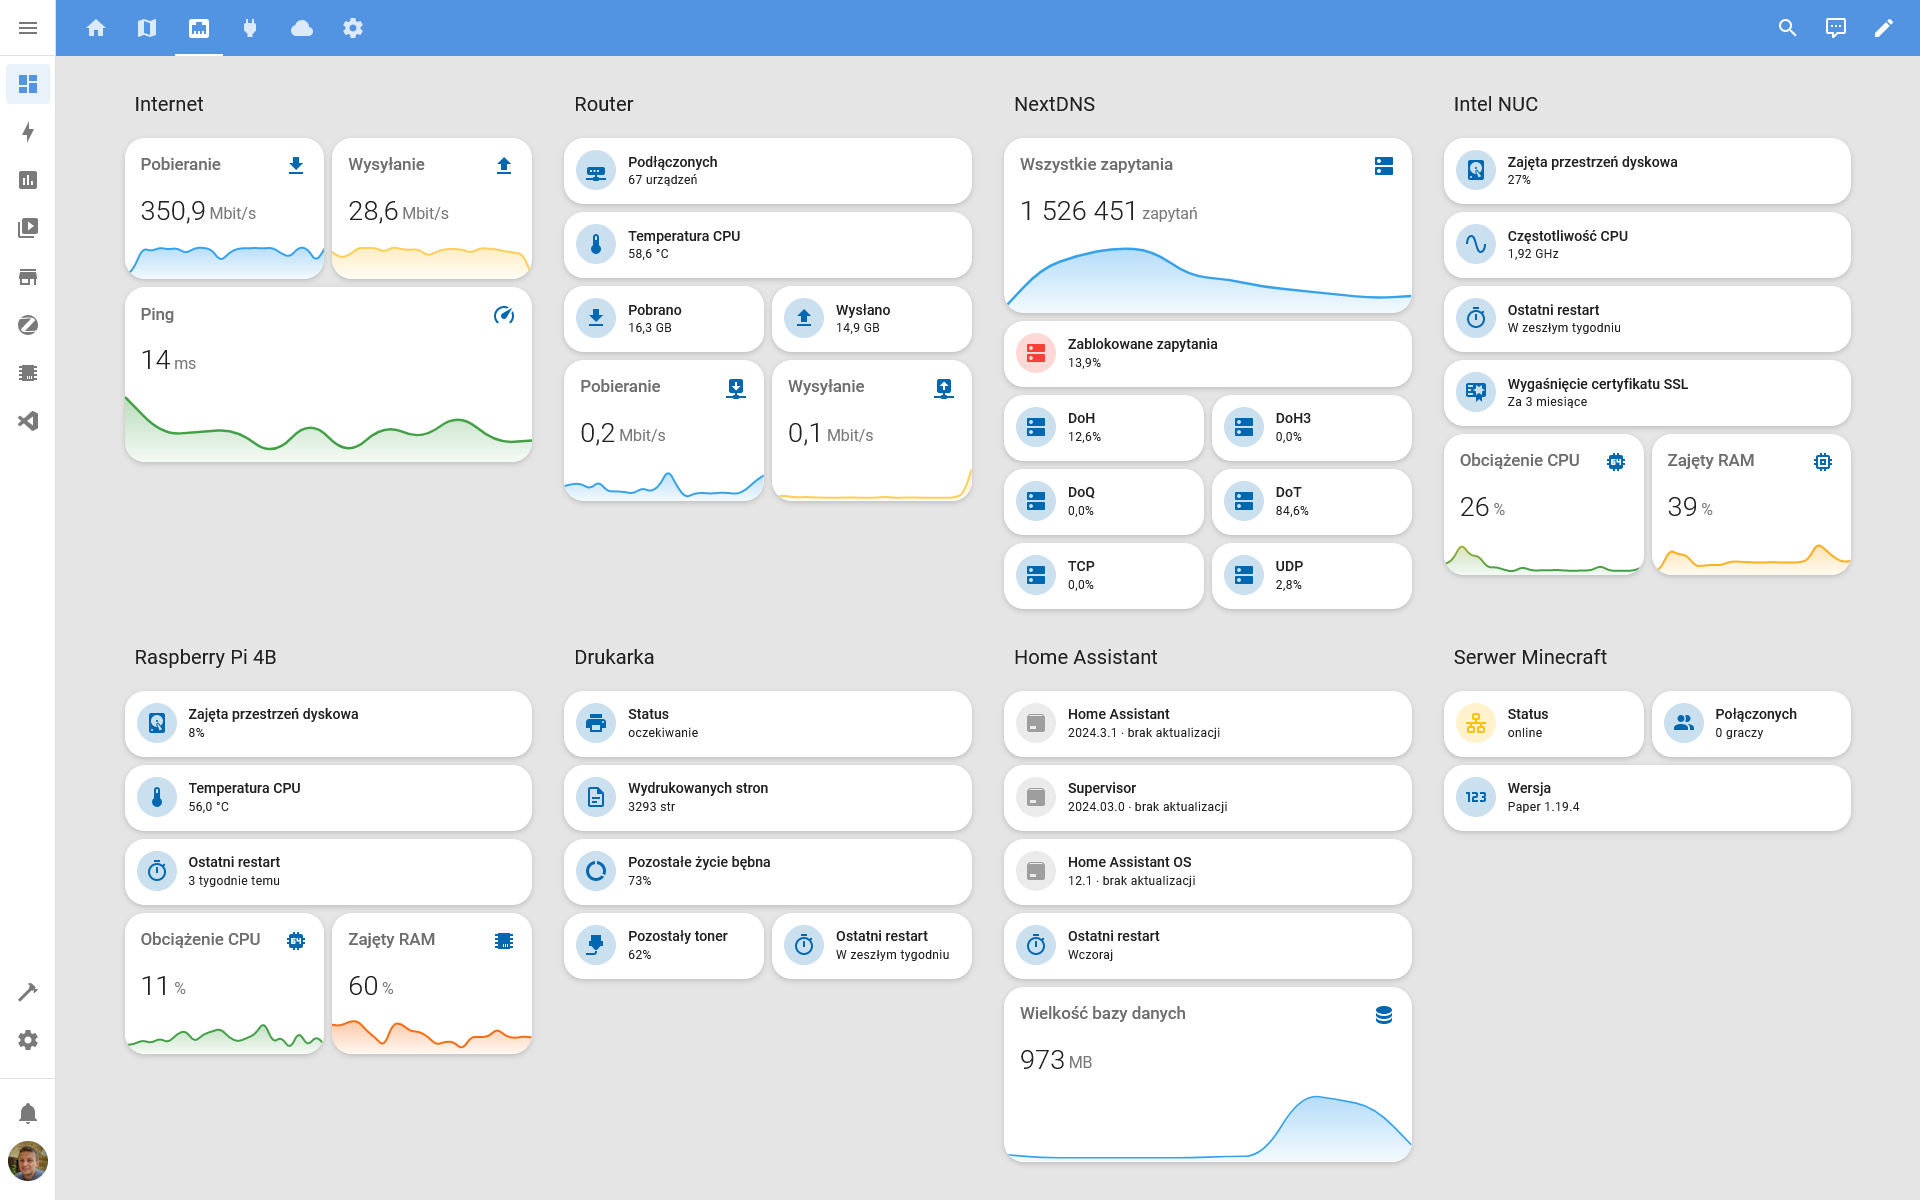 Internet
Pobieranie
350,9 Mbit/s
Wysyłanie
28,6 Mbit/s
Ping
14 ms
Router
Podłączonych
67 urządzeń
Temperatura CPU
58,6 °C
Pobrano
16,3 GB
Wysłano
14,9 GB
Pobieranie
0,2 Mbit/s
Wysyłanie
0,1 Mbit/s
NextDNS
Wszystkie zapytania
1 526 451 zapytań
Zablokowane zapytania
13,9%
DoH
12,6%
DoH3
0,0%
DoQ
0,0%
DoT
84,6%
TCP
0,0%
UDP
2,8%
Intel NUC
Zajęta przestrzeń dyskowa
27%
Częstotliwość CPU
1,92 GHz
Ostatni restart
W zeszłym tygodniu
Wygaśnięcie certyfikatu SSL
Za 3 miesiące
Obciążenie CPU
64
26 %
Zajęty RAM
39 %
Raspberry Pi 4B
Zajęta przestrzeń dyskowa
8%
Temperatura CPU
56,0 °C
Ostatni restart
3 tygodnie temu
Obciążenie CPU
64
11 %
Zajęty RAM
60 %
Drukarka
Status
oczekiwanie
Wydrukowanych stron
3293 str
Pozostałe życie bębna
73%
Pozostały toner
62%
Ostatni restart
W zeszłym tygodniu
Home Assistant
Home Assistant
2024.3.1 · brak aktualizacji
Supervisor
2024.03.0 · brak aktualizacji
Home Assistant OS
12.1 · brak aktualizacji
Ostatni restart
Wczoraj
Wielkość bazy danych
973 MB
Serwer Minecraft
Status
online
Połączonych
0 graczy
123
Wersja
Paper 1.19.4